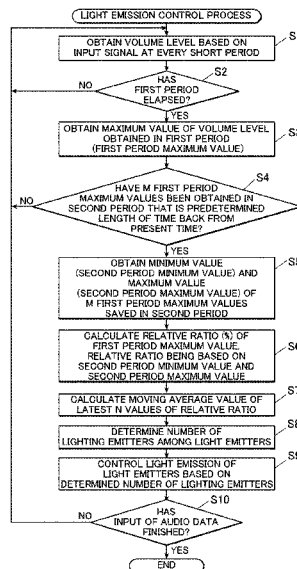 LIGHT EMISSION CONTROL PROCESS
S
OBTAIN VOLUME LEVEL BASED ON
INPUT SIGNAL AT EVERY SHORT PERIOD
S2
NO
HAS
FIRST PERIOD
ELAPSED?
YES
S
OBTAIN MAXIMUM VALUE OF VOLUME LEVEL
OBTAINED IN FIRST PERIOD
(FIRST PERIOD MAXIMUM VALUE)
S4
NO
HAVE M FIRST PERIOD
MAXIMUM VALUES BEEN OBTAINED IN
SECOND PERIOD THAT IS PREDETERMINED
LENGTH OF TIME BACK FROM
PRESENT TIME?
YES
S
OBTAIN MINIMUM VALUE
(SECOND PERIOD MINIMUM VALUE) AND
MAXIMUM VALUE
(SECOND PERIOD MAXIMUM VALUE) OF
M FIRST PERIOD MAXIMUM VALUES
SAVED IN SECOND PERIOD
S
CALCULATE RELATIVE RATIO (%) OF
FIRST PERIOD MAXIMUM VALUE,
RELATIVE RATIO BEING BASED ON
SECOND PERIOD MINIMUM VALUE AND
SECOND PERIOD MAXIMUM VALUE
S7
CALCULATE MOVING AVERAGE VALUE OF
LATEST N VALUES OF RELATIVE RATIO
S8
DETERMINE NUMBER OF
LIGHTING EMITTERS AMONG LIGHT EMITTERS
S9
CONTROL LIGHT EMISSION OF
LIGHT EMITTERS BASED ON
DETERMINED NUMBER OF LIGHTING EMITTERS
S10
NO
HAS
INPUT OF AUDIO DATA
FINISHED?
YES
END